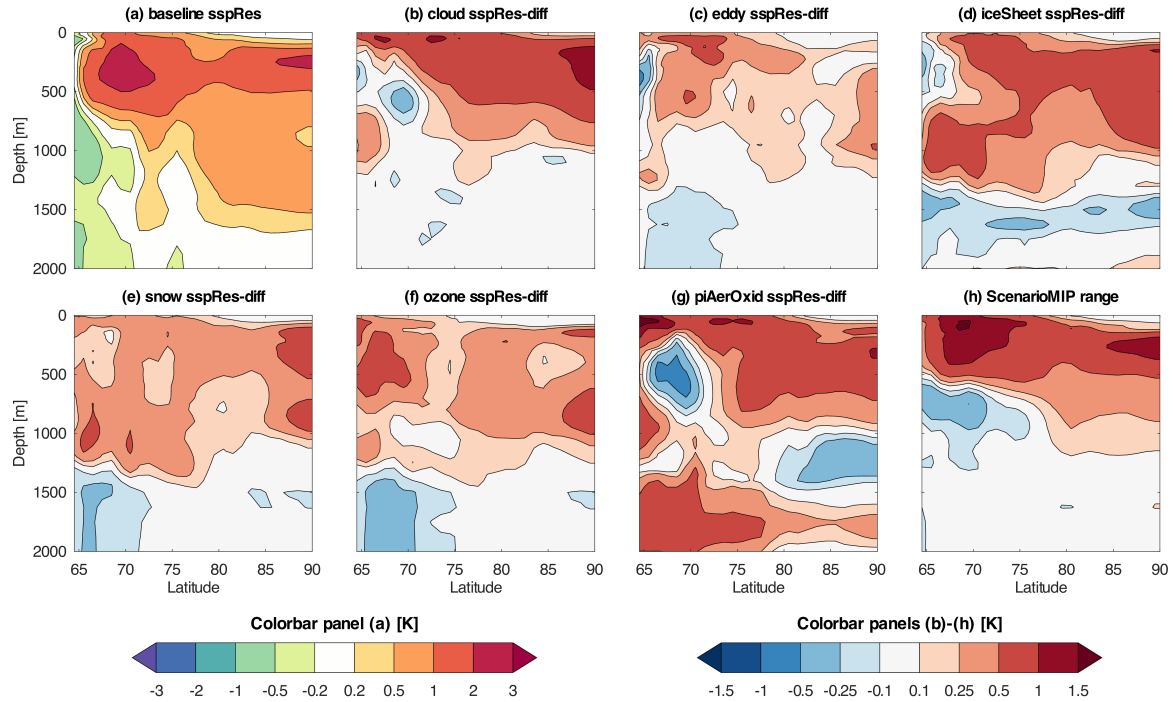 (a) baseline sspRes
(b) cloud sspRes-diff
(c) eddy sspRes-diff
(d) iceSheet sspRes-diff
0
500
1000
1500
2000
Depth [m]
(e) snow sspRes-diff
(f) ozone sspRes-diff
(g) piAerOxid sspRes-diff
(h) ScenarioMIP range
0
500
1000
1500
2000
Depth [m]
65 70 75 80 85 90
65 70 75 80 85 90
65 70 75 80 85 90
65 70 75 80 85 90
Latitude
Latitude
Latitude
Latitude
Colorbar panel (a) [K]
-3 -2 -1 -0.5 -0.2 0.2 0.5 1 2 3
Colorbar panels (b)-(h) [K]
-1.5 -1 -0.5 -0.25 -0.1 0.1 0.25 0.5 1 1.5